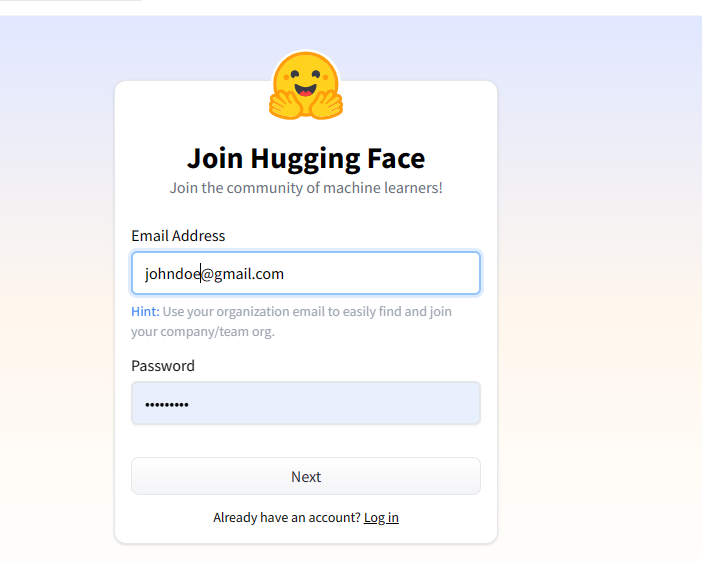 Join Hugging Face
Join the community of machine learners!
Email Address
johndoe@gmail.com
Hint: Use your organization email to easily find and join
your company/team org.
Password
•••••••••
Next
Already have an account? Log in